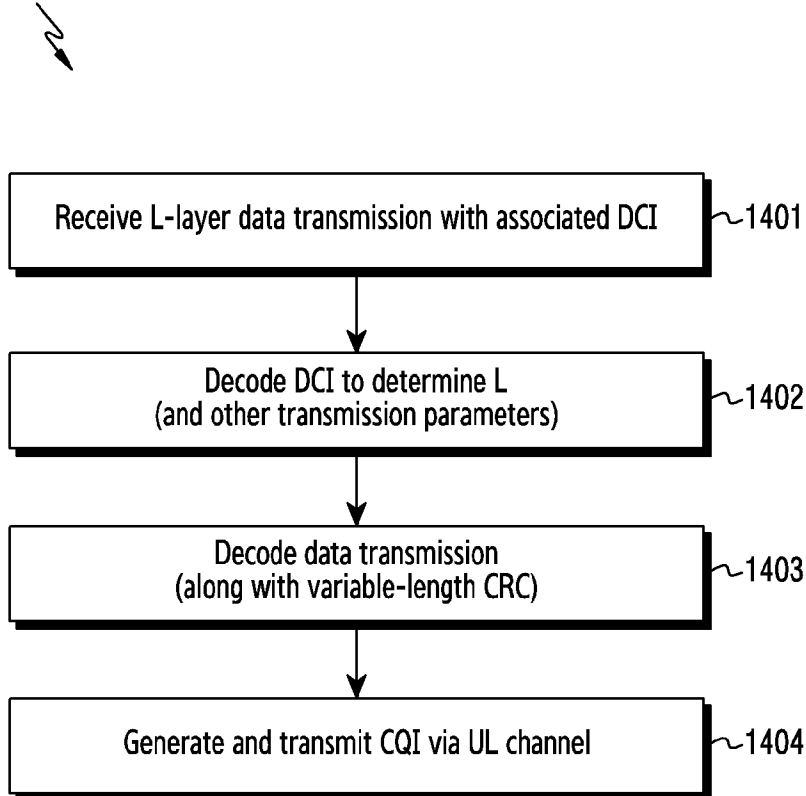 Receive L-layer data transmission with associated DCI
1401
Decode DCI to determine L
(and other transmission parameters)
1402
Decode data transmission
(along with variable-length CRC)
1403
Generate and transmit CQI via UL channel
1404